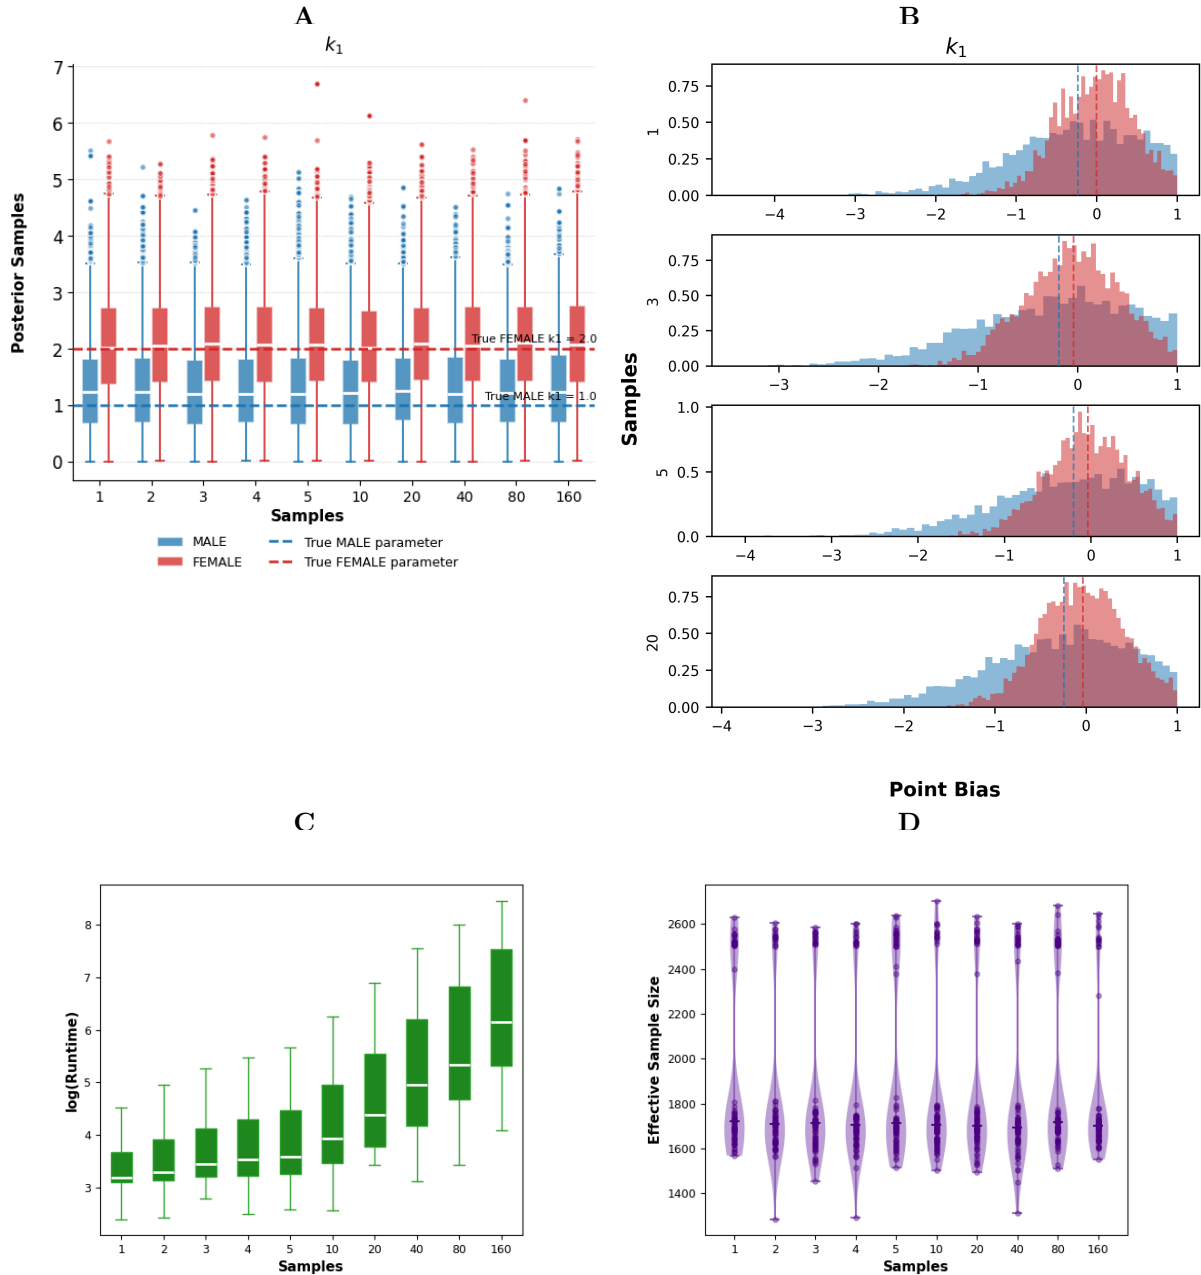 A
k1
7
6
5
4
3
2
1
0
Posterior Samples
True FEMALE k1 = 2.0
True MALE k1 = 1.0
1 2 3 4 5 10 20 40 80 160
Samples
MALE
FEMALE
True MALE parameter
True FEMALE parameter
B
k1
Samples
1
0.75
0.50
0.25
0.00
−4 −3 −2 −1 0 1
3
0.75
0.50
0.25
0.00
−3 −2 −1 0 1
5
1.0
0.5
0.0
−4 −3 −2 −1 0 1
20
0.75
0.50
0.25
0.00
−4 −3 −2 −1 0 1
Point Bias
C
log(Runtime)
8
7
6
5
4
3
1 2 3 4 5 10 20 40 80 160
Samples
D
Effective Sample Size
2600
2400
2200
2000
1800
1600
1400
1 2 3 4 5 10 20 40 80 160
Samples